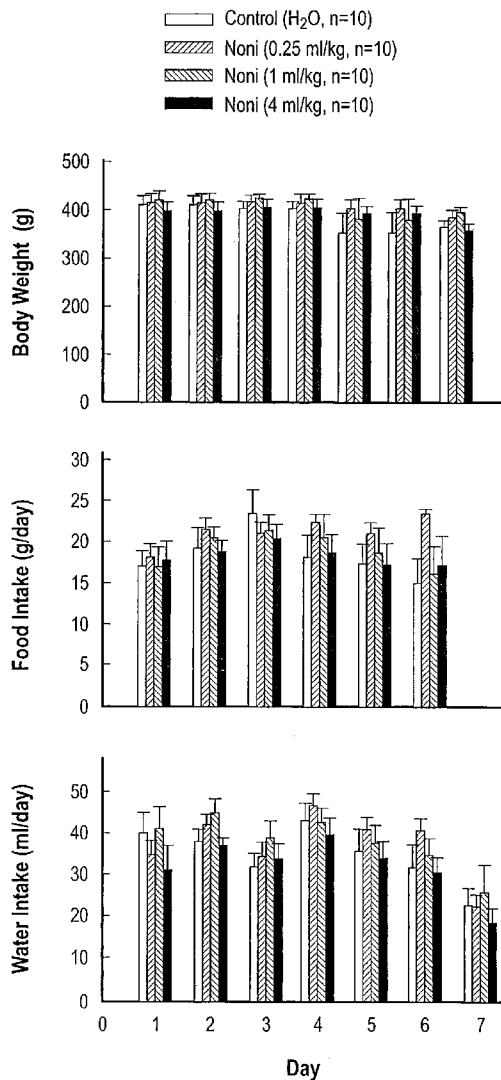 Control (H₂O, n=10)
Noni (0.25 ml/kg, n=10)
Noni (1 ml/kg, n=10)
Noni (4 ml/kg, n=10)
Body Weight (g)
500
400
300
200
100
0
Food Intake (g/day)
30
25
20
15
10
5
0
Water Intake (ml/day)
50
40
30
20
10
0
0 1 2 3 4 5 6 7
Day